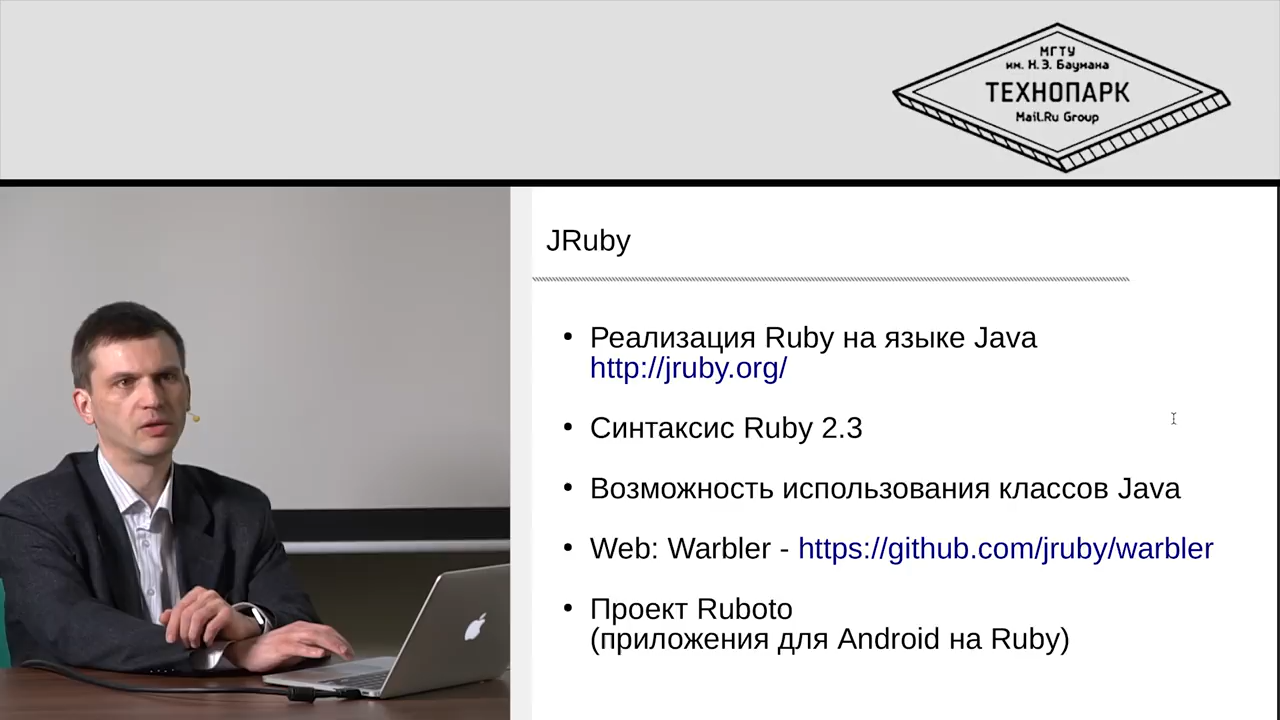 МГТУ
им. Н.Э. Баумана
ТЕХНОПАРК
Mail.Ru Group
JRuby
• Реализация Ruby на языке Java
http://jruby.org/
• Синтаксис Ruby 2.3
• Возможность использования классов Java
• Web: Warbler - https://github.com/jruby/warbler
• Проект Ruboto
(приложения для Android на Ruby)